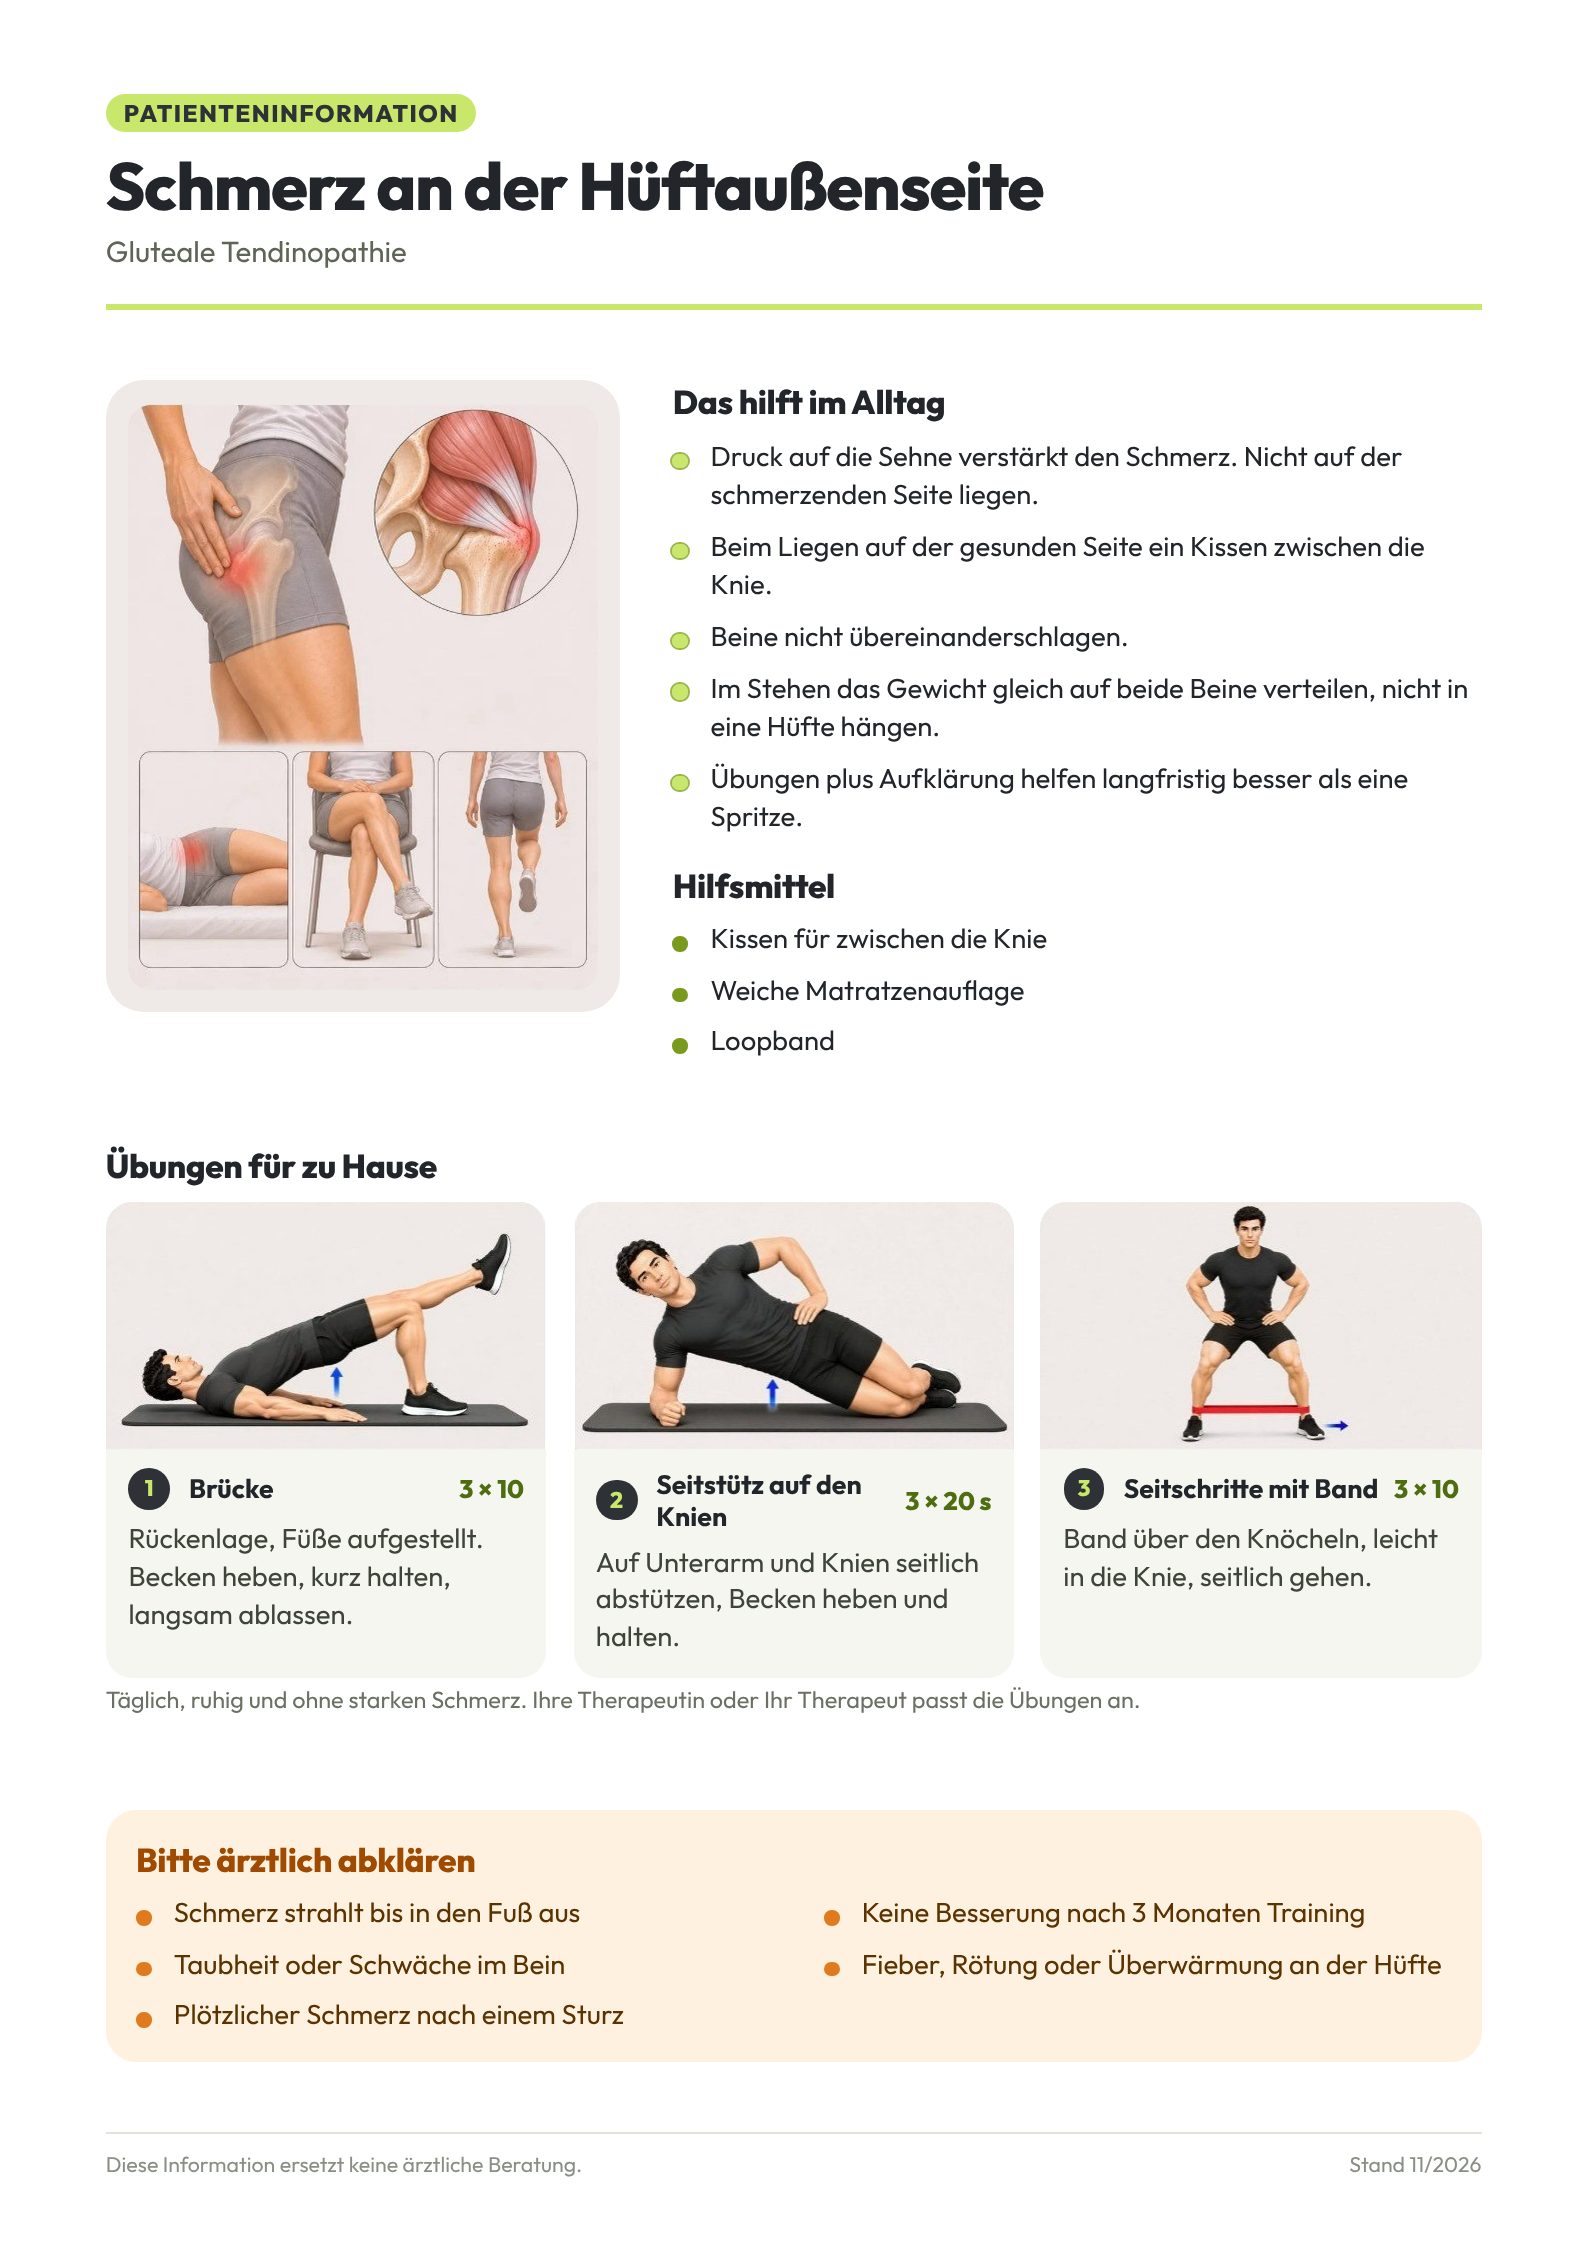 PATIENTENINFORMATION
Schmerz an der Hüftaußenseite
Gluteale Tendinopathie
Das hilft im Alltag
Druck auf die Sehne verstärkt den Schmerz. Nicht auf der
schmerzenden Seite liegen.
Beim Liegen auf der gesunden Seite ein Kissen zwischen die
Knie.
Beine nicht übereinanderschlagen.
Im Stehen das Gewicht gleich auf beide Beine verteilen, nicht in
eine Hüfte hängen.
Übungen plus Aufklärung helfen langfristig besser als eine
Spritze.
Hilfsmittel
Kissen für zwischen die Knie
Weiche Matratzenauflage
Loopband
Übungen für zu Hause
1 Brücke 3 × 10
Rückenlage, Füße aufgestellt.
Becken heben, kurz halten,
langsam ablassen.
2 Seitstütz auf den
Knien 3 × 20 s
Auf Unterarm und Knien seitlich
abstützen, Becken heben und
halten.
3 Seitschritte mit Band 3 × 10
Band über den Knöcheln, leicht
in die Knie, seitlich gehen.
Täglich, ruhig und ohne starken Schmerz. Ihre Therapeutin oder Ihr Therapeut passt die Übungen an.
Bitte ärztlich abklären
Schmerz strahlt bis in den Fuß aus
Taubheit oder Schwäche im Bein
Plötzlicher Schmerz nach einem Sturz
Keine Besserung nach 3 Monaten Training
Fieber, Rötung oder Überwärmung an der Hüfte
Diese Information ersetzt keine ärztliche Beratung.
Stand 11/2026